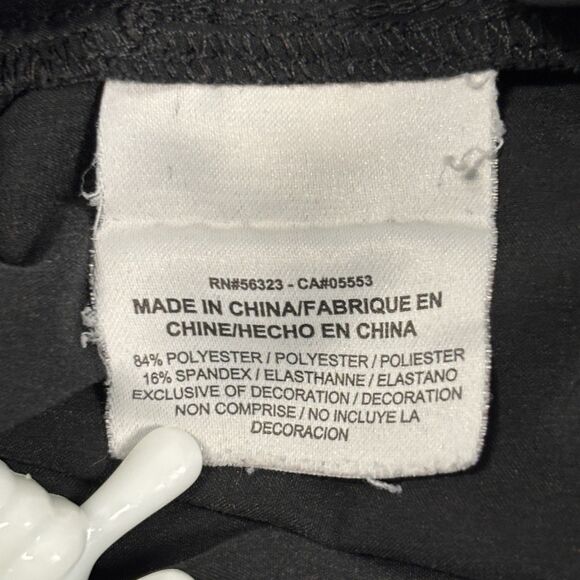 RN#56323 - CA#05553
MADE IN CHINA/FABRIQUE EN
CHINE/HECHO EN CHINA
84% POLYESTER / POLYESTER / POLIESTER
16% SPANDEX / ELASTHANNE / ELASTANO
EXCLUSIVE OF DECORATION / DECORATION
NON COMPRISE / NO INCLUYE LA
DECORACION